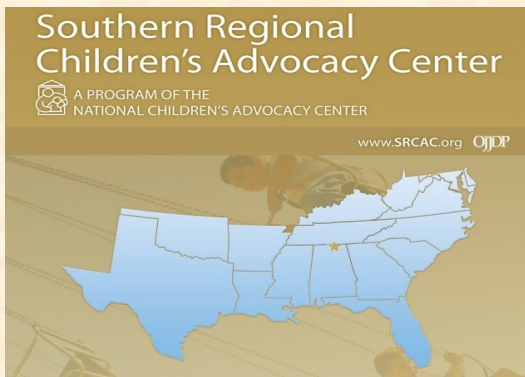 Southern Regional
Children's Advocacy Center
A PROGRAM OF THE
NATIONAL CHILDREN'S ADVOCACY CENTER
www.SRCAC.org OJJDP